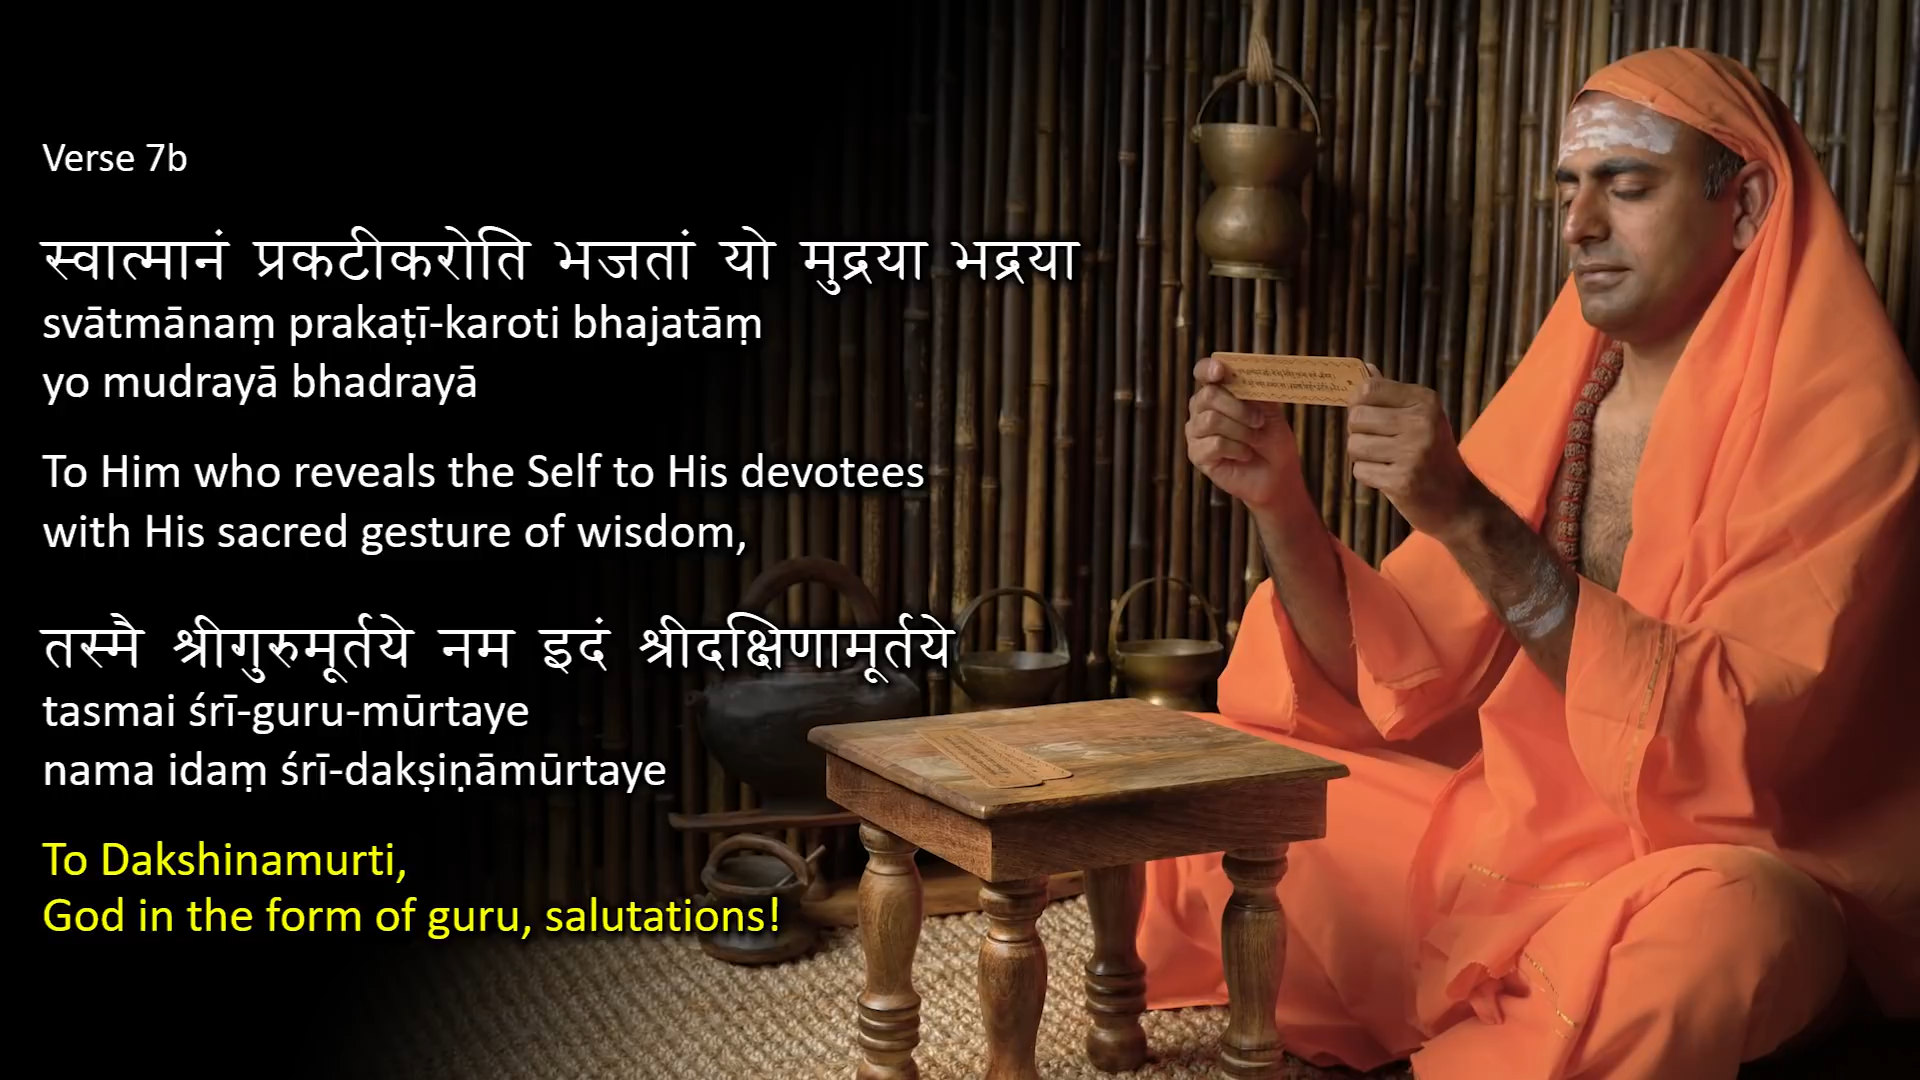 Verse 7b
स्वात्मानं प्रकटीकरोति भजतां यो मुद्रया भद्रया
svātmānaṃ prakaṭī-karoti bhajatāṃ
yo mudrayā bhadrayā
To Him who reveals the Self to His devotees
with His sacred gesture of wisdom,
तस्मै श्रीगुरुमूर्तये नम इदं श्रीदक्षिणामूर्तये
tasmai śrī-guru-mūrtaye
nama idaṃ śrī-dakṣiṇāmūrtaye
To Dakshinamurti,
God in the form of guru, salutations!